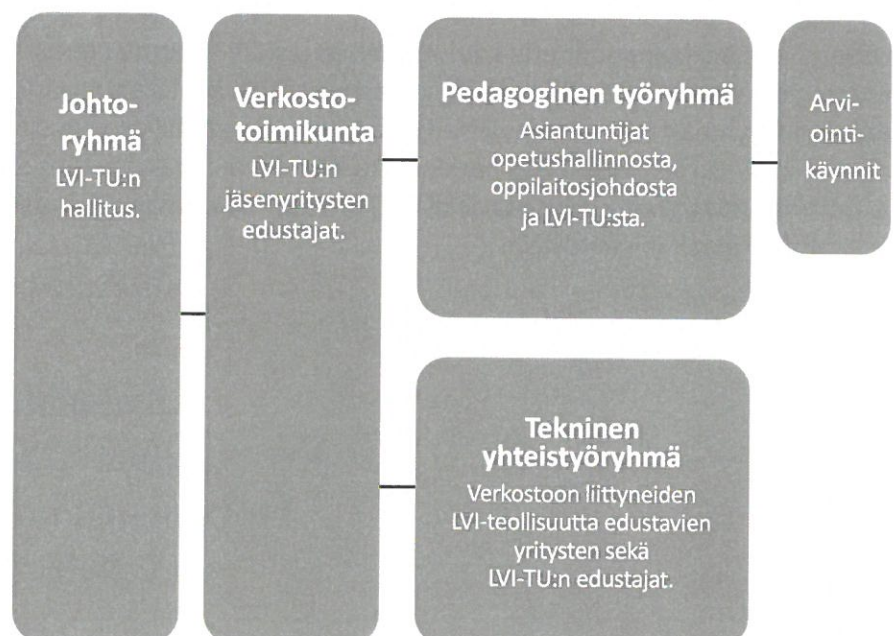 Johto-
ryhmä
LVI-TU:n
hallitus.
Verkosto-
toimikunta
LVI-TU:n
jäsenyritysten
edustajat.
Pedagoginen työryhmä
Asiantuntijat
opetushallinnosta,
oppilaitosjohdosta
ja LVI-TU:sta.
Arvi-
ointi-
käynnit
Tekninen
yhteistyöryhmä
Verkostoon liittyneiden
LVI-teollisuutta edustavien
yritysten sekä
LVI-TU:n edustajat.